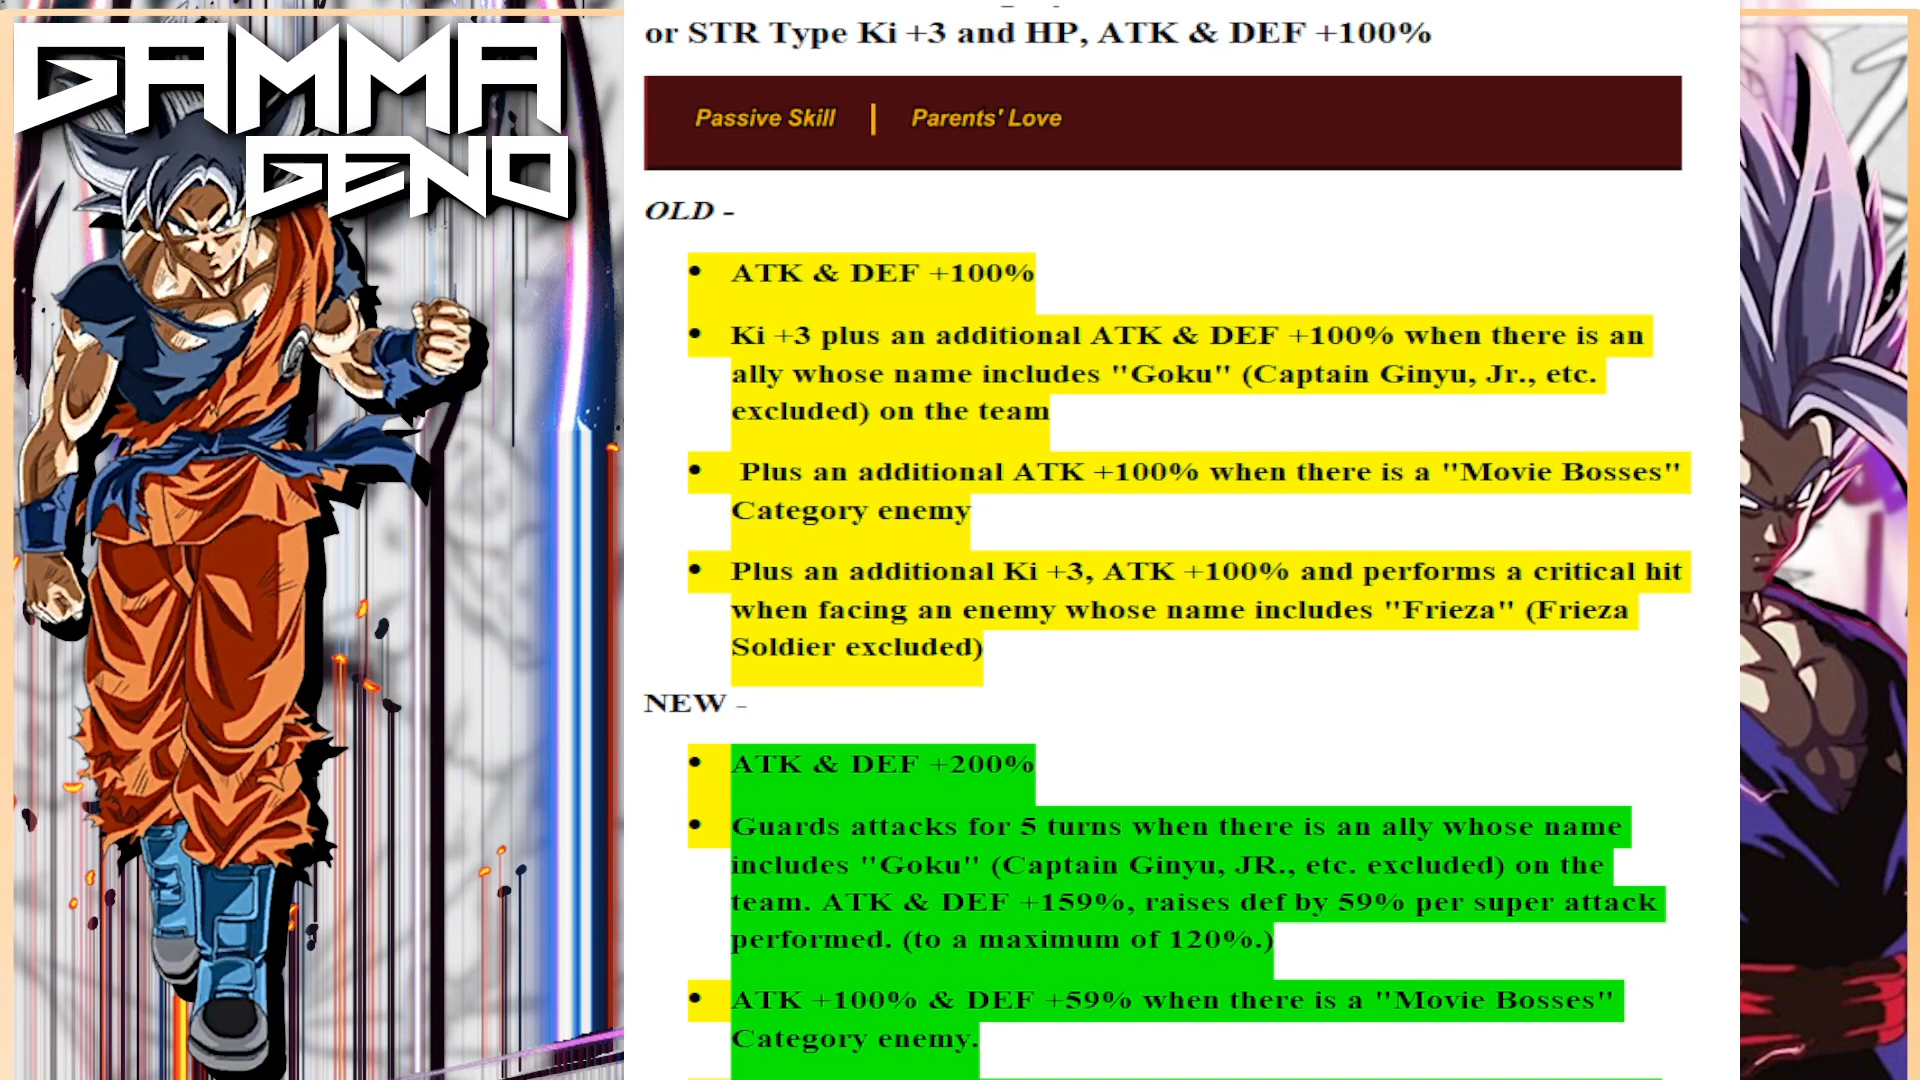 GAMMA
GENO
or STR Type Ki +3 and HP, ATK & DEF +100%
Passive Skill | Parents' Love
OLD -
• ATK & DEF +100%
• Ki +3 plus an additional ATK & DEF +100% when there is an
ally whose name includes "Goku" (Captain Ginyu, Jr., etc.
excluded) on the team
• Plus an additional ATK +100% when there is a "Movie Bosses"
Category enemy
• Plus an additional Ki +3, ATK +100% and performs a critical hit
when facing an enemy whose name includes "Frieza" (Frieza
Soldier excluded)
NEW -
• ATK & DEF +200%
• Guards attacks for 5 turns when there is an ally whose name
includes "Goku" (Captain Ginyu, JR., etc. excluded) on the
team. ATK & DEF +159%, raises def by 59% per super attack
performed. (to a maximum of 120%.)
• ATK +100% & DEF +59% when there is a "Movie Bosses"
Category enemy.